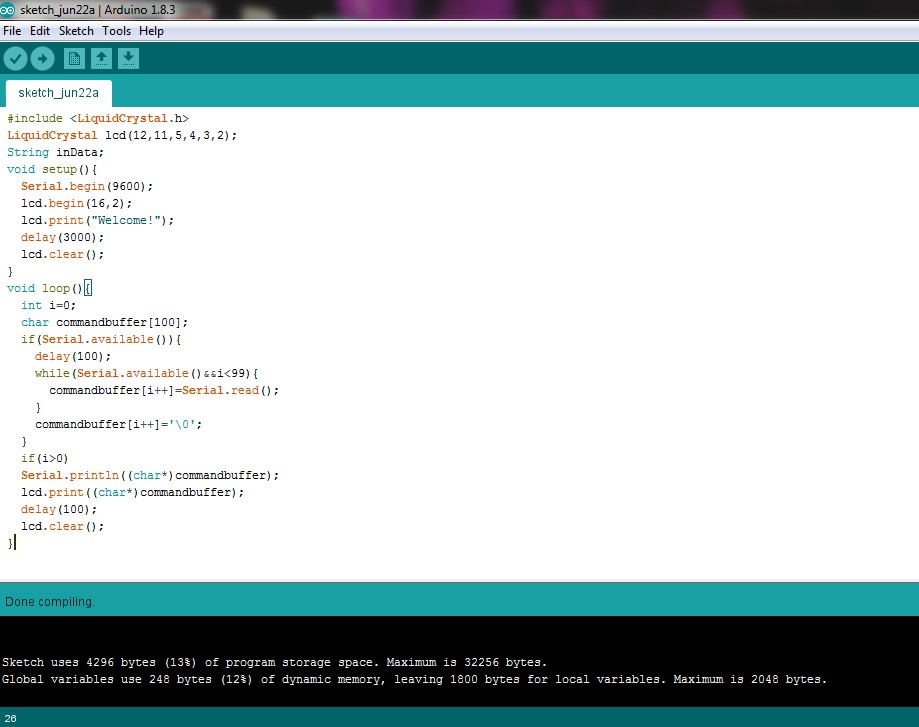 sketch_jun22a | Arduino 1.8.3
File Edit Sketch Tools Help
sketch_jun22a
#include <LiquidCrystal.h>
LiquidCrystal lcd(12,11,5,4,3,2);
String inData;
void setup(){
  Serial.begin(9600);
  lcd.begin(16,2);
  lcd.print("Welcome!");
  delay(3000);
  lcd.clear();
}
void loop(){
  int i=0;
  char commandbuffer[100];
  if(Serial.available()){
    delay(100);
    while(Serial.available()&&i<99){
      commandbuffer[i++]=Serial.read();
    }
    commandbuffer[i++]='\0';
  }
  if(i>0)
  Serial.println((char*)commandbuffer);
  lcd.print((char*)commandbuffer);
  delay(100);
  lcd.clear();
}
Done compiling.
Sketch uses 4296 bytes (13%) of program storage space. Maximum is 32256 bytes.
Global variables use 248 bytes (12%) of dynamic memory, leaving 1800 bytes for local variables. Maximum is 2048 bytes.
26